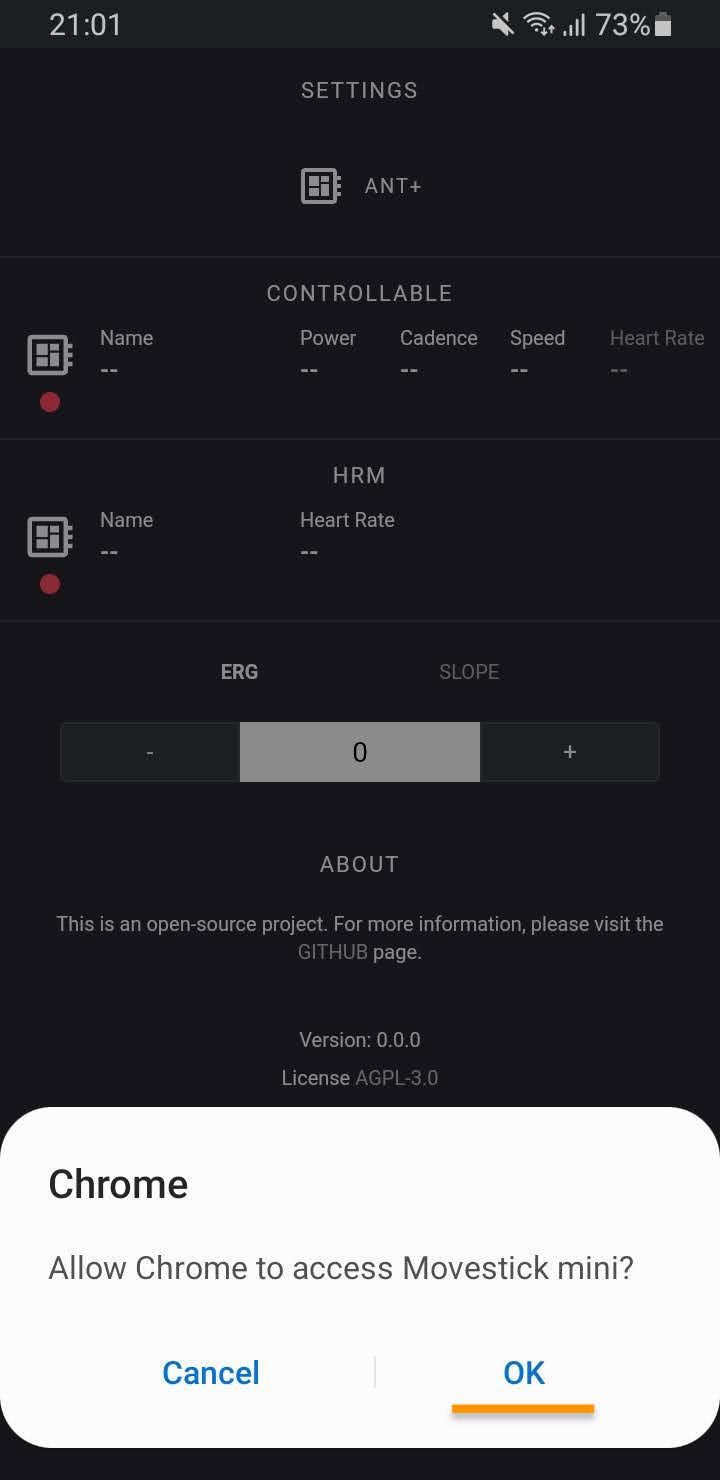 21:01 73%
SETTINGS
ANT+
CONTROLLABLE
Name Power Cadence Speed Heart Rate
-- -- -- -- --
HRM
Name Heart Rate
-- --
ERG SLOPE
- 0 +
ABOUT
This is an open-source project. For more information, please visit the
GITHUB page.
Version: 0.0.0
License AGPL-3.0
Chrome
Allow Chrome to access Movestick mini?
Cancel OK